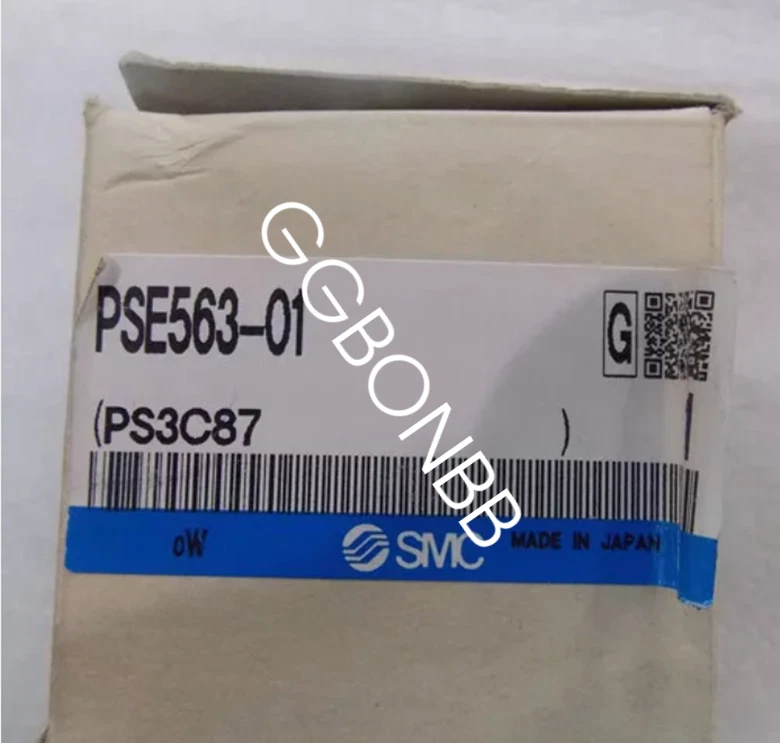 PSE563-01
G
(PS3C87 )
oW
SMC
MADE IN JAPAN
GGBONBB